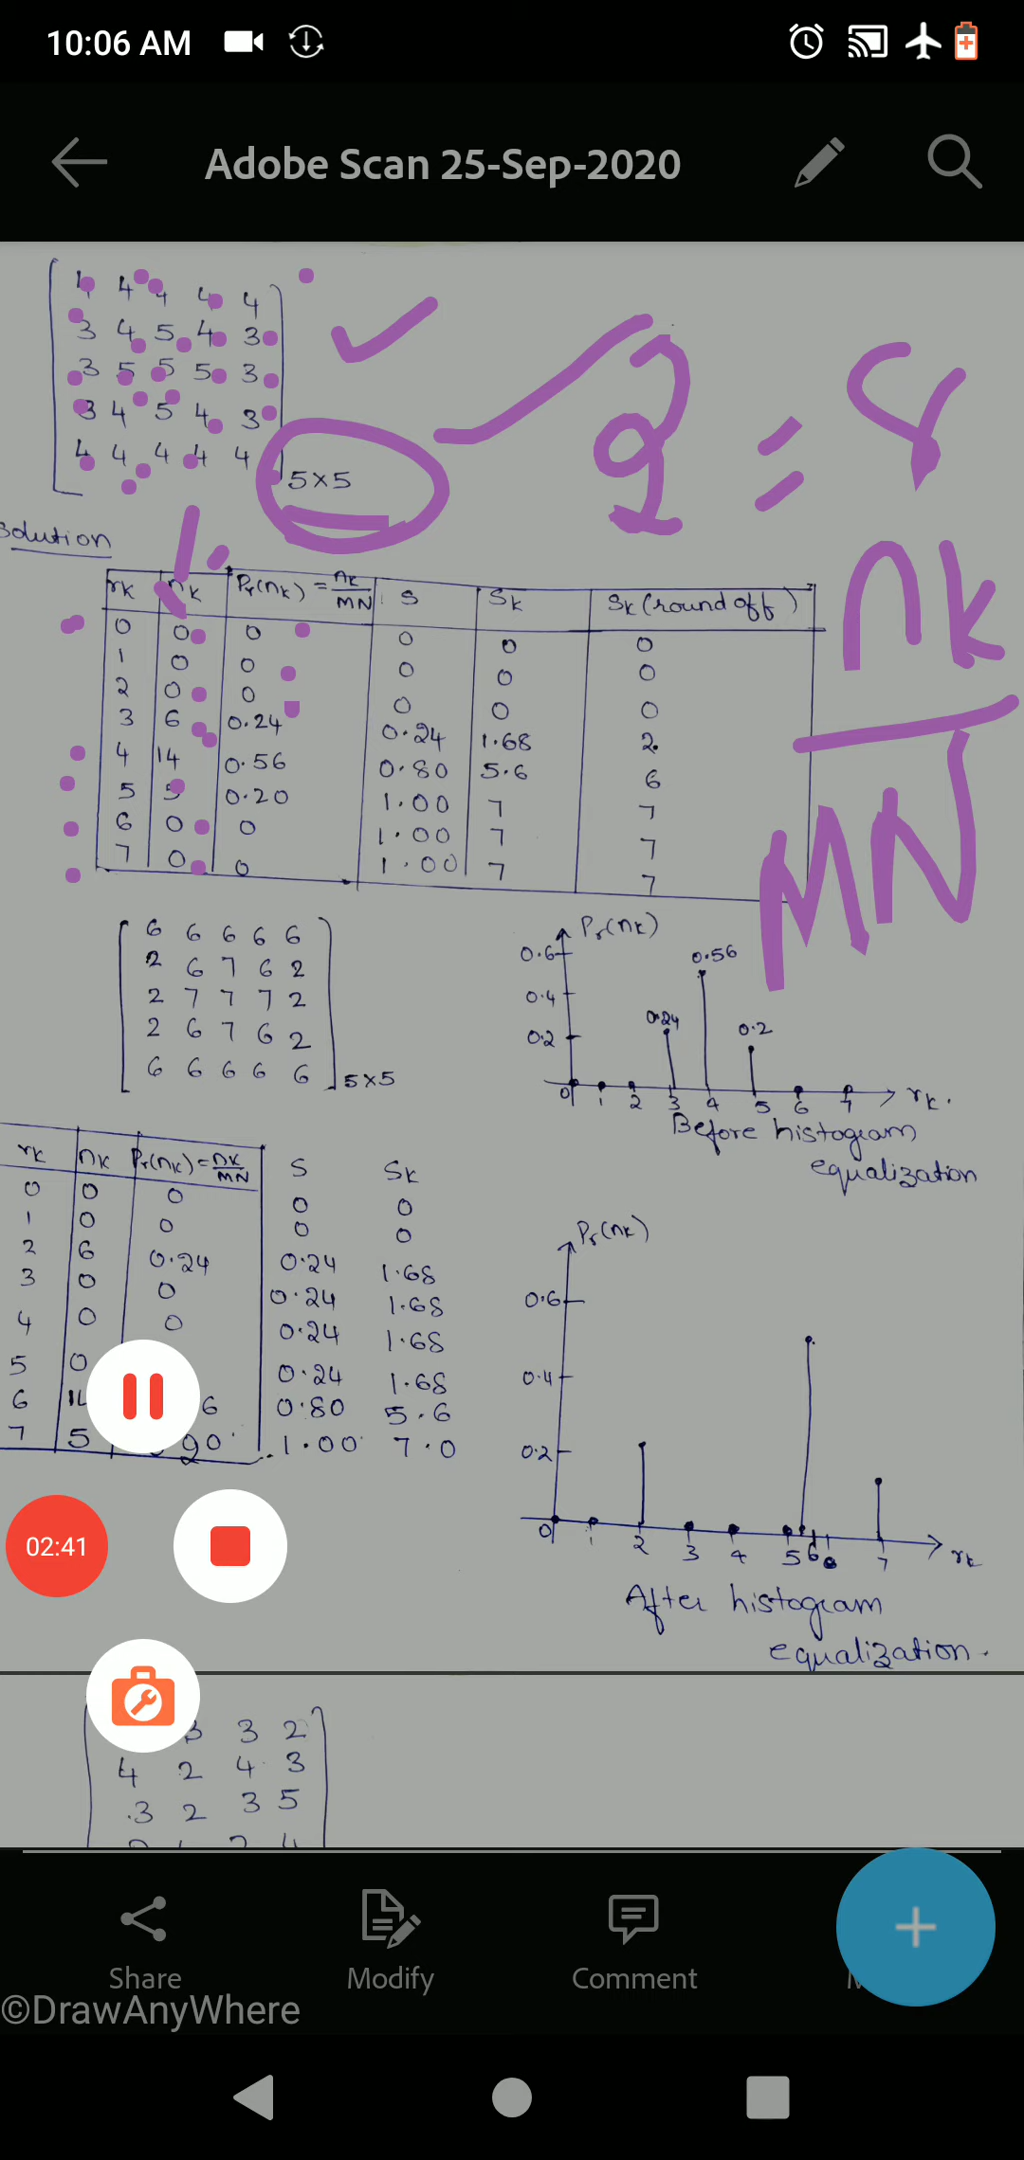 10:06 AM
Adobe Scan 25-Sep-2020
4 4 4 4 4
3 4 5 4 3
3 5 5 5 3
3 4 5 4 3
4 4 4 4 4
5×5
2³ = 8
nk
MN
Solution
rk nk Pr(nk) = nk/MN S Sk Sk (round off)
0 0 0 0 0 0
1 0 0 0 0 0
2 0 0 0 0 0
3 6 0.24 0.24 1.68 2
4 14 0.56 0.80 5.6 6
5 5 0.20 1.00 7 7
6 0 0 1.00 7 7
7 0 0 1.00 7 7
6 6 6 6 6
2 6 7 6 2
2 7 7 7 2
2 6 7 6 2
6 6 6 6 6
5×5
Pr(nk)
0.6
0.56
0.4
0.24
0.2
0.2
0 1 2 3 4 5 6 7 rk.
Before histogram
equalization
rk nk Pr(nk) = nk/MN S Sk
0 0 0 0 0
1 0 0 0 0
2 6 0.24 0.24 1.68
3 0 0 0.24 1.68
4 0 0 0.24 1.68
5 0 0.24 1.68
6 14 6 0.80 5.6
7 5 20 1.00 7.0
Pr(nk)
0.6
0.4
0.2
0 1 2 3 4 5 6 7 rk
After histogram
equalization.
02:41
3 3 2
4 2 4 3
3 2 3 5
Share
Modify
Comment
©DrawAnyWhere